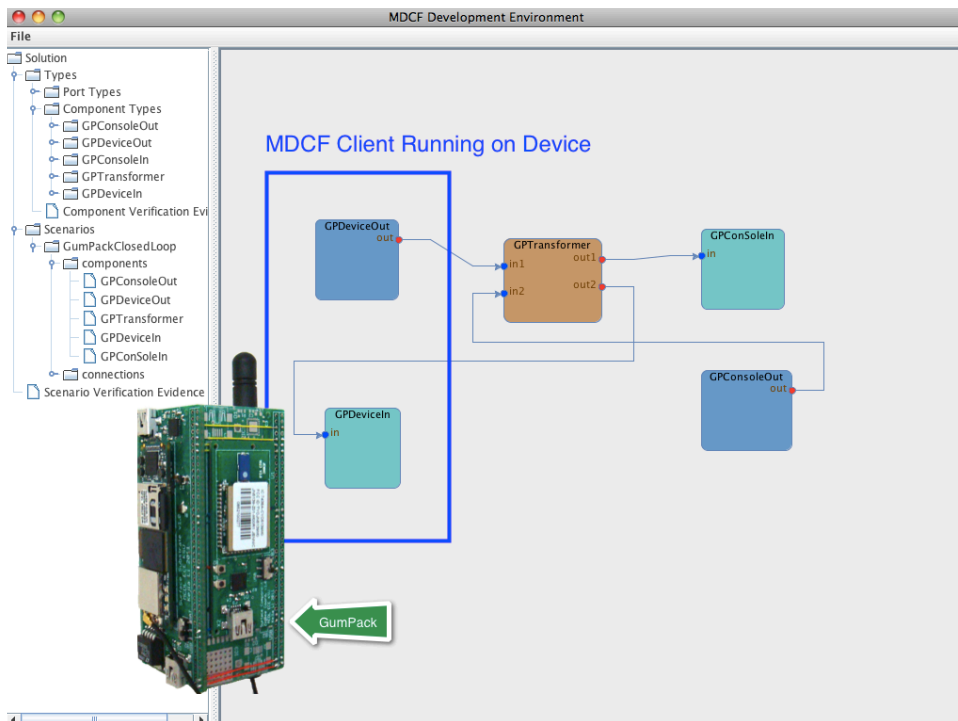 MDCF Development Environment
File
Solution
Types
Port Types
Component Types
GPConsoleOut
GPDeviceOut
GPConsoleIn
GPTransformer
GPDeviceIn
Component Verification Evi
Scenarios
GumPackClosedLoop
components
GPConsoleOut
GPDeviceOut
GPTransformer
GPDeviceIn
GPConSoleIn
connections
Scenario Verification Evidence
MDCF Client Running on Device
GPDeviceOut
out
GPTransformer
in1
out1
in2
out2
GPConSoleIn
in
GPDeviceIn
in
GPConsoleOut
out
GumPack